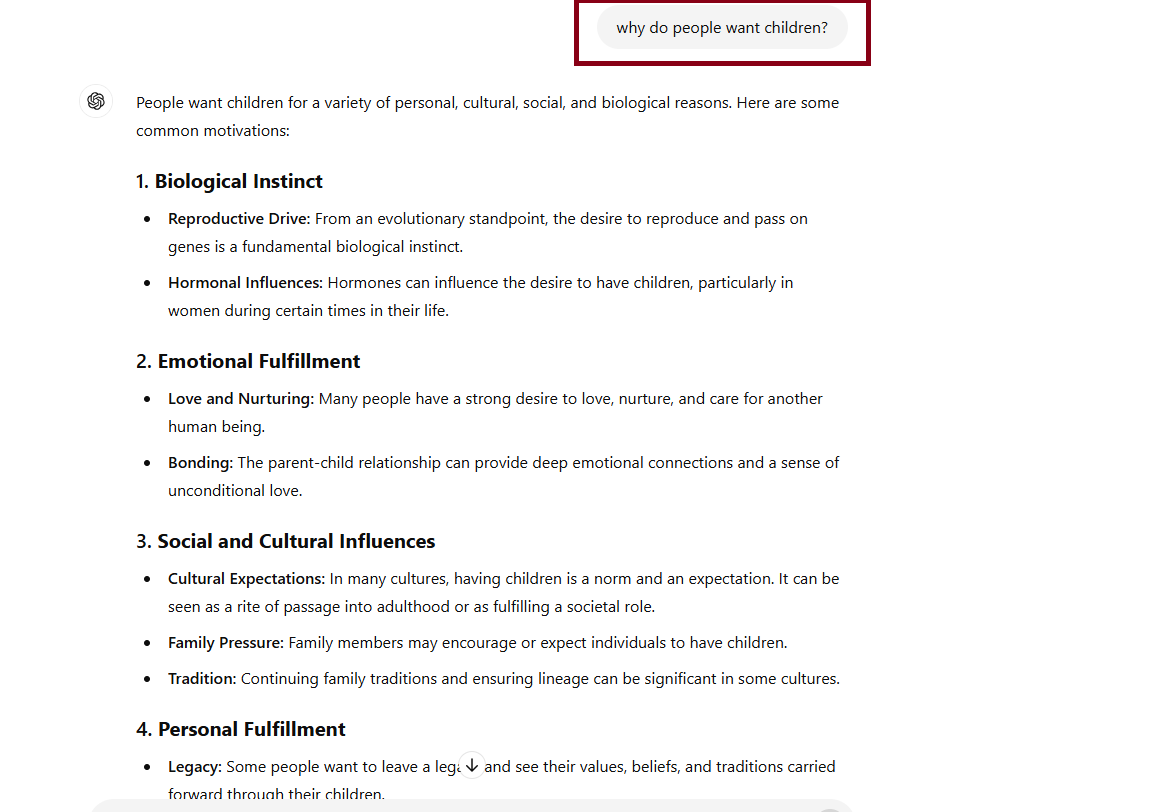 why do people want children?
People want children for a variety of personal, cultural, social, and biological reasons. Here are some
common motivations:
1. Biological Instinct
• Reproductive Drive: From an evolutionary standpoint, the desire to reproduce and pass on
genes is a fundamental biological instinct.
• Hormonal Influences: Hormones can influence the desire to have children, particularly in
women during certain times in their life.
2. Emotional Fulfillment
• Love and Nurturing: Many people have a strong desire to love, nurture, and care for another
human being.
• Bonding: The parent-child relationship can provide deep emotional connections and a sense of
unconditional love.
3. Social and Cultural Influences
• Cultural Expectations: In many cultures, having children is a norm and an expectation. It can be
seen as a rite of passage into adulthood or as fulfilling a societal role.
• Family Pressure: Family members may encourage or expect individuals to have children.
• Tradition: Continuing family traditions and ensuring lineage can be significant in some cultures.
4. Personal Fulfillment
• Legacy: Some people want to leave a legacy and see their values, beliefs, and traditions carried
forward through their children.